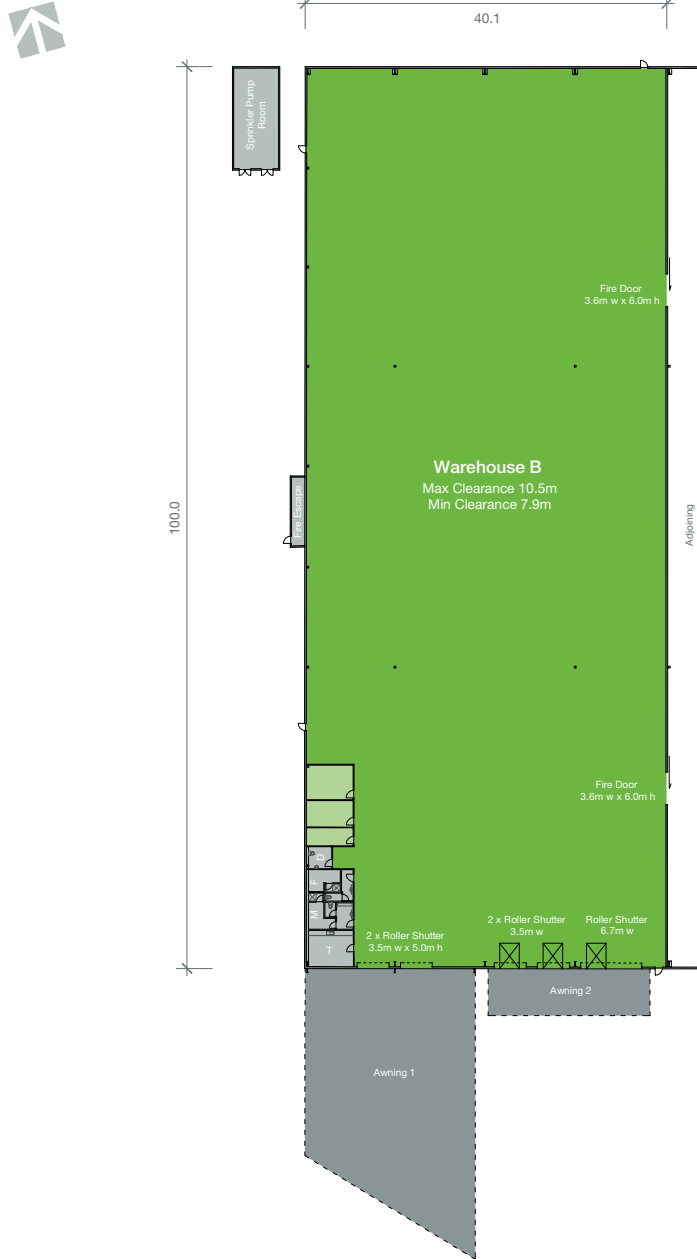 40.1
Sprinkler Pump
Room
Fire Door
3.6m w x 6.0m h
Warehouse B
Max Clearance 10.5m
Min Clearance 7.9m
100.0
Fire Escape
Adjoining
Fire Door
3.6m w x 6.0m h
D
F
M
T
2 x Roller Shutter
3.5m w x 5.0m h
2 x Roller Shutter
3.5m w
Roller Shutter
6.7m w
Awning 2
Awning 1